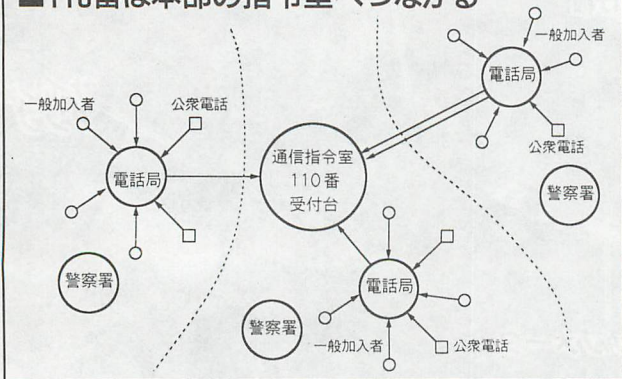 ■110番は本部の指令室へつながる
一般加入者
公衆電話
電話局
警察署
通信指令室
110番
受付台
一般加入者
電話局
公衆電話
警察署
電話局
警察署
一般加入者
公衆電話